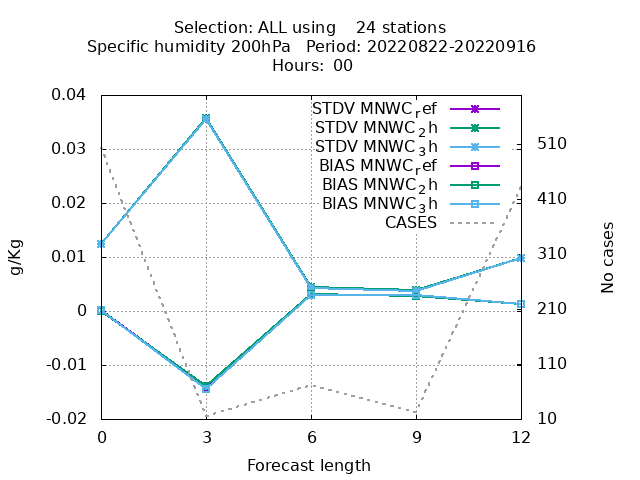 Selection: ALL using    24 stations
Specific humidity 200hPa   Period: 20220822-20220916
Hours:  00
STDV MNWC_ref
STDV MNWC_2h
STDV MNWC_3h
BIAS MNWC_ref
BIAS MNWC_2h
BIAS MNWC_3h
CASES
0.04
0.03
0.02
0.01
0
-0.01
-0.02
g/Kg
510
410
310
210
110
10
No cases
0 3 6 9 12
Forecast length